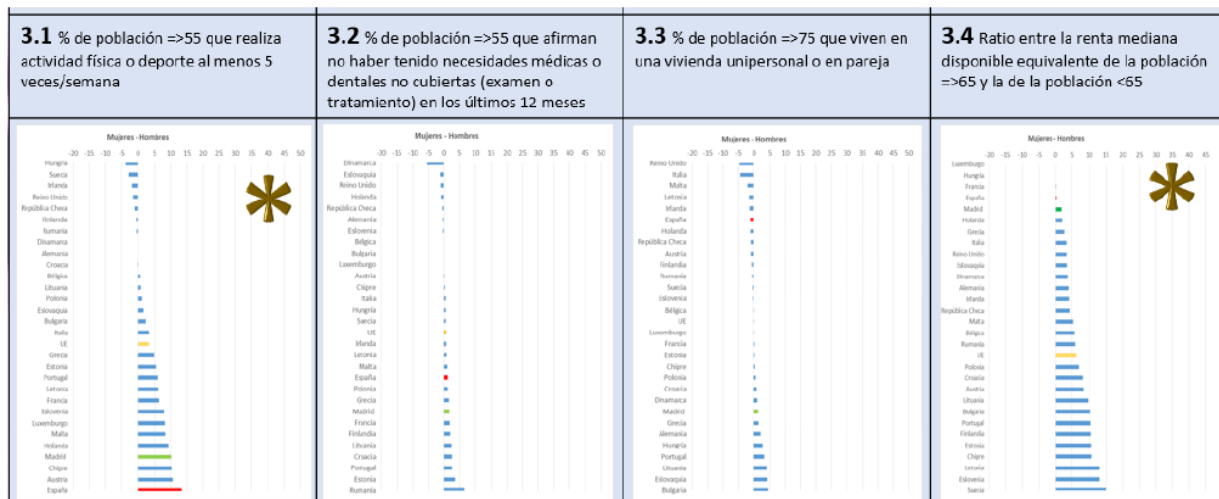 3.1 % de población =>55 que realiza
actividad física o deporte al menos 5
veces/semana
3.2 % de población =>55 que afirman
no haber tenido necesidades médicas o
dentales no cubiertas (examen o
tratamiento) en los últimos 12 meses
3.3 % de población =>75 que viven en
una vivienda unipersonal o en pareja
3.4 Ratio entre la renta mediana
disponible equivalente de la población
=>65 y la de la población <65
Mujeres - Hombres
-20 -15 -10 -5 0 5 10 15 20 25 30 35 40 45 50
Hungría
Suecia
Irlanda
Reino Unido
República Checa
Finlandia
Rumania
Dinamarca
Alemania
Croacia
Bélgica
Lituania
Polonia
Eslovaquia
Bulgaria
Italia
UE
Grecia
Estonia
Portugal
Letonia
Francia
Eslovenia
Luxemburgo
Malta
Holanda
Madrid
Chipre
Austria
España
Mujeres - Hombres
-20 -15 -10 -5 0 5 10 15 20 25 30 35 40 45 50
Dinamarca
Eslovaquia
Reino Unido
Holanda
República Checa
Alemania
Eslovenia
Bélgica
Bulgaria
Luxemburgo
Austria
Chipre
Italia
Hungría
Suecia
UE
Irlanda
Letonia
Malta
España
Polonia
Grecia
Madrid
Francia
Finlandia
Lituania
Croacia
Portugal
Estonia
Rumania
Mujeres - Hombres
-20 -15 -10 -5 0 5 10 15 20 25 30 35 40 45 50
Reino Unido
Italia
Malta
Letonia
Irlanda
España
Holanda
República Checa
Austria
Finlandia
Rumania
Suecia
Eslovenia
Bélgica
UE
Luxemburgo
Francia
Estonia
Chipre
Polonia
Croacia
Dinamarca
Madrid
Grecia
Alemania
Hungría
Portugal
Lituania
Eslovaquia
Bulgaria
Mujeres - Hombres
-20 -15 -10 -5 0 5 10 15 20 25 30 35 40 45
Luxemburgo
Hungría
Francia
España
Madrid
Holanda
Grecia
Italia
Reino Unido
Eslovaquia
Dinamarca
Alemania
Irlanda
República Checa
Malta
Bélgica
Rumania
UE
Polonia
Croacia
Austria
Lituania
Bulgaria
Portugal
Finlandia
Estonia
Chipre
Letonia
Eslovenia
Suecia